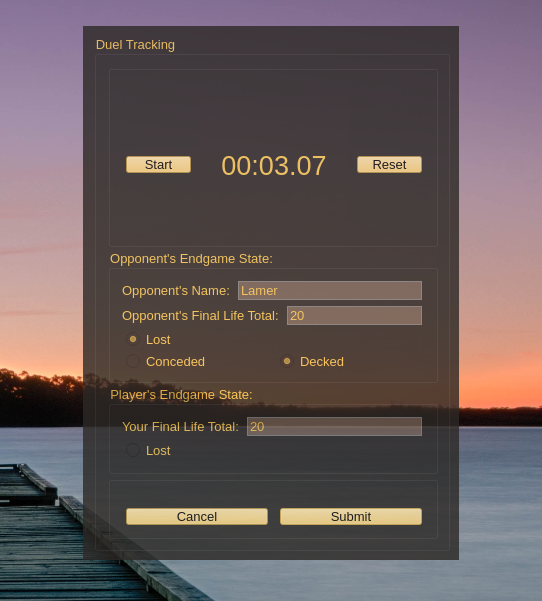 Duel Tracking
Start 00:03.07 Reset
Opponent's Endgame State:
Opponent's Name: Lamer
Opponent's Final Life Total: 20
Lost
Conceded Decked
Player's Endgame State:
Your Final Life Total: 20
Lost
Cancel Submit